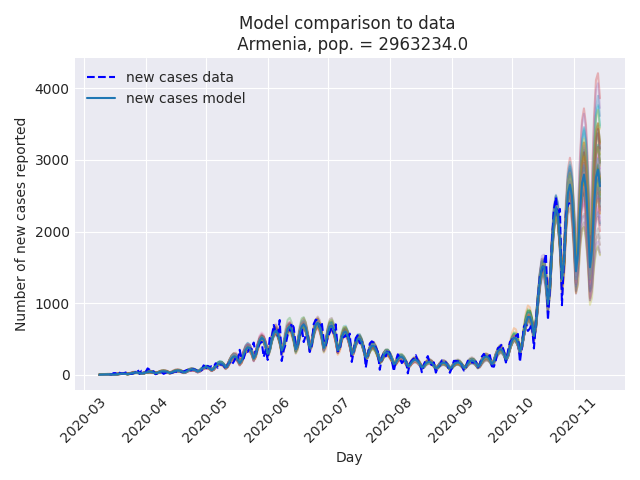 Model comparison to data
Armenia, pop. = 2963234.0
new cases data
new cases model
Number of new cases reported
4000
3000
2000
1000
0
2020-03
2020-04
2020-05
2020-06
2020-07
2020-08
2020-09
2020-10
2020-11
Day